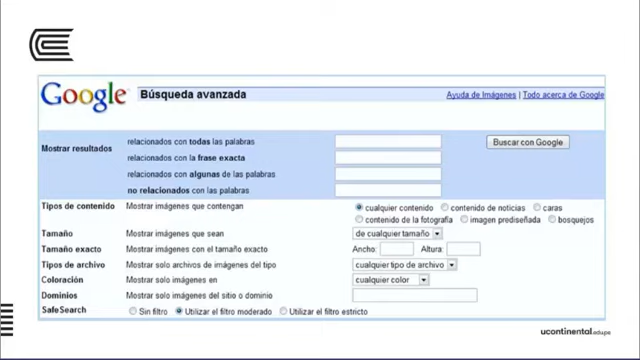 Google Búsqueda avanzada Ayuda de Imágenes | Todo acerca de Google
Mostrar resultados relacionados con todas las palabras Buscar con Google
relacionados con la frase exacta
relacionados con algunas de las palabras
no relacionados con las palabras
Tipos de contenido Mostrar imágenes que contengan cualquier contenido contenido de noticias caras
contenido de la fotografía imagen prediseñada bosquejos
Tamaño Mostrar imágenes que sean de cualquier tamaño
Tamaño exacto Mostrar imágenes con el tamaño exacto Ancho: Altura:
Tipos de archivo Mostrar solo archivos de imágenes del tipo cualquier tipo de archivo
Coloración Mostrar solo imágenes en cualquier color
Dominios Mostrar solo imágenes del sitio o dominio
SafeSearch Sin filtro Utilizar el filtro moderado Utilizar el filtro estricto
ucontinental.edu.pe